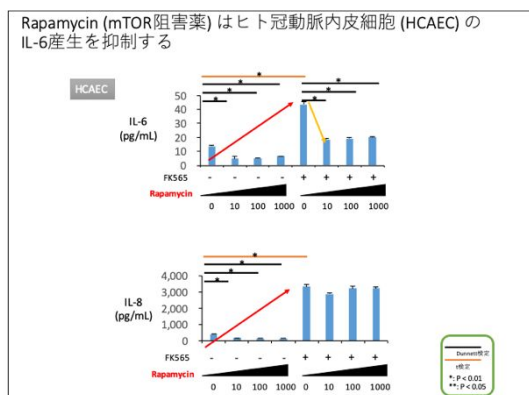 Rapamycin (mTOR阻害薬) はヒト冠動脈内皮細胞 (HCAEC) の
IL-6産生を抑制する
HCAEC
*
*
*
*
*
*
*
IL-6
(pg/mL)
50
40
30
20
10
0
FK565 - - - - + + + +
Rapamycin
0 10 100 1000 0 10 100 1000
*
*
*
*
IL-8
(pg/mL)
4,000
3,000
2,000
1,000
0
FK565 - - - - + + + +
Rapamycin
0 10 100 1000 0 10 100 1000
Dunnett検定
t検定
*: P < 0.01
**: P < 0.05